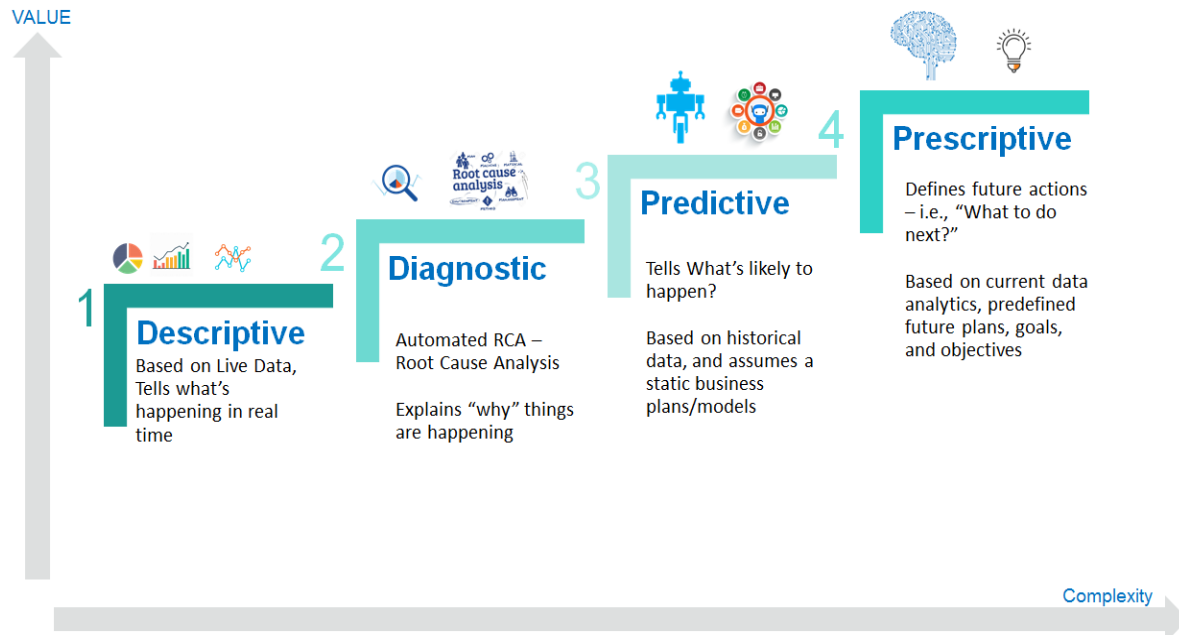 VALUE
1
Descriptive
Based on Live Data,
Tells what's
happening in real
time
2
Root cause
analysis
Diagnostic
Automated RCA –
Root Cause Analysis
Explains “why” things
are happening
3
Predictive
Tells What's likely to
happen?
Based on historical
data, and assumes a
static business
plans/models
4
Prescriptive
Defines future actions
– i.e., “What to do
next?”
Based on current data
analytics, predefined
future plans, goals,
and objectives
Complexity